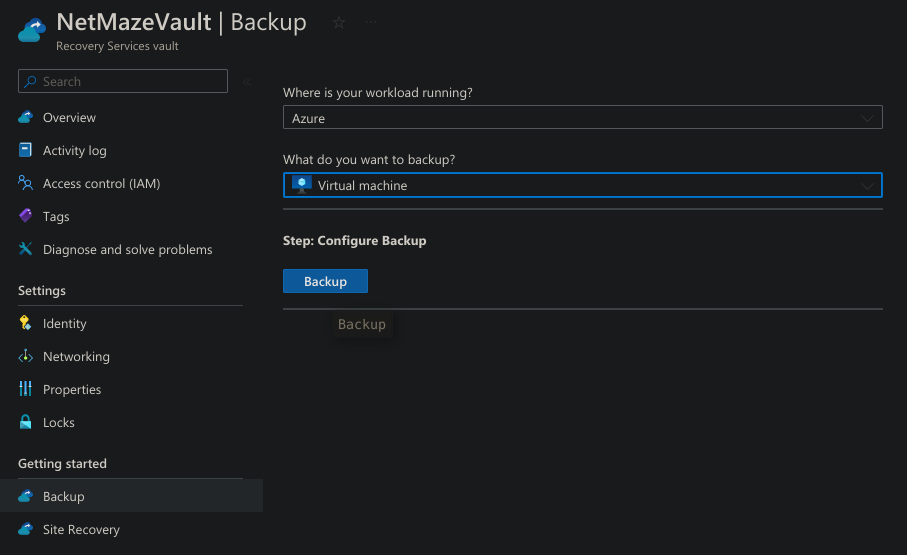 NetMazeVault | Backup
Recovery Services vault
Search
Overview
Activity log
Access control (IAM)
Tags
Diagnose and solve problems
Settings
Identity
Networking
Properties
Locks
Getting started
Backup
Site Recovery
Where is your workload running?
Azure
What do you want to backup?
Virtual machine
Step: Configure Backup
Backup
Backup